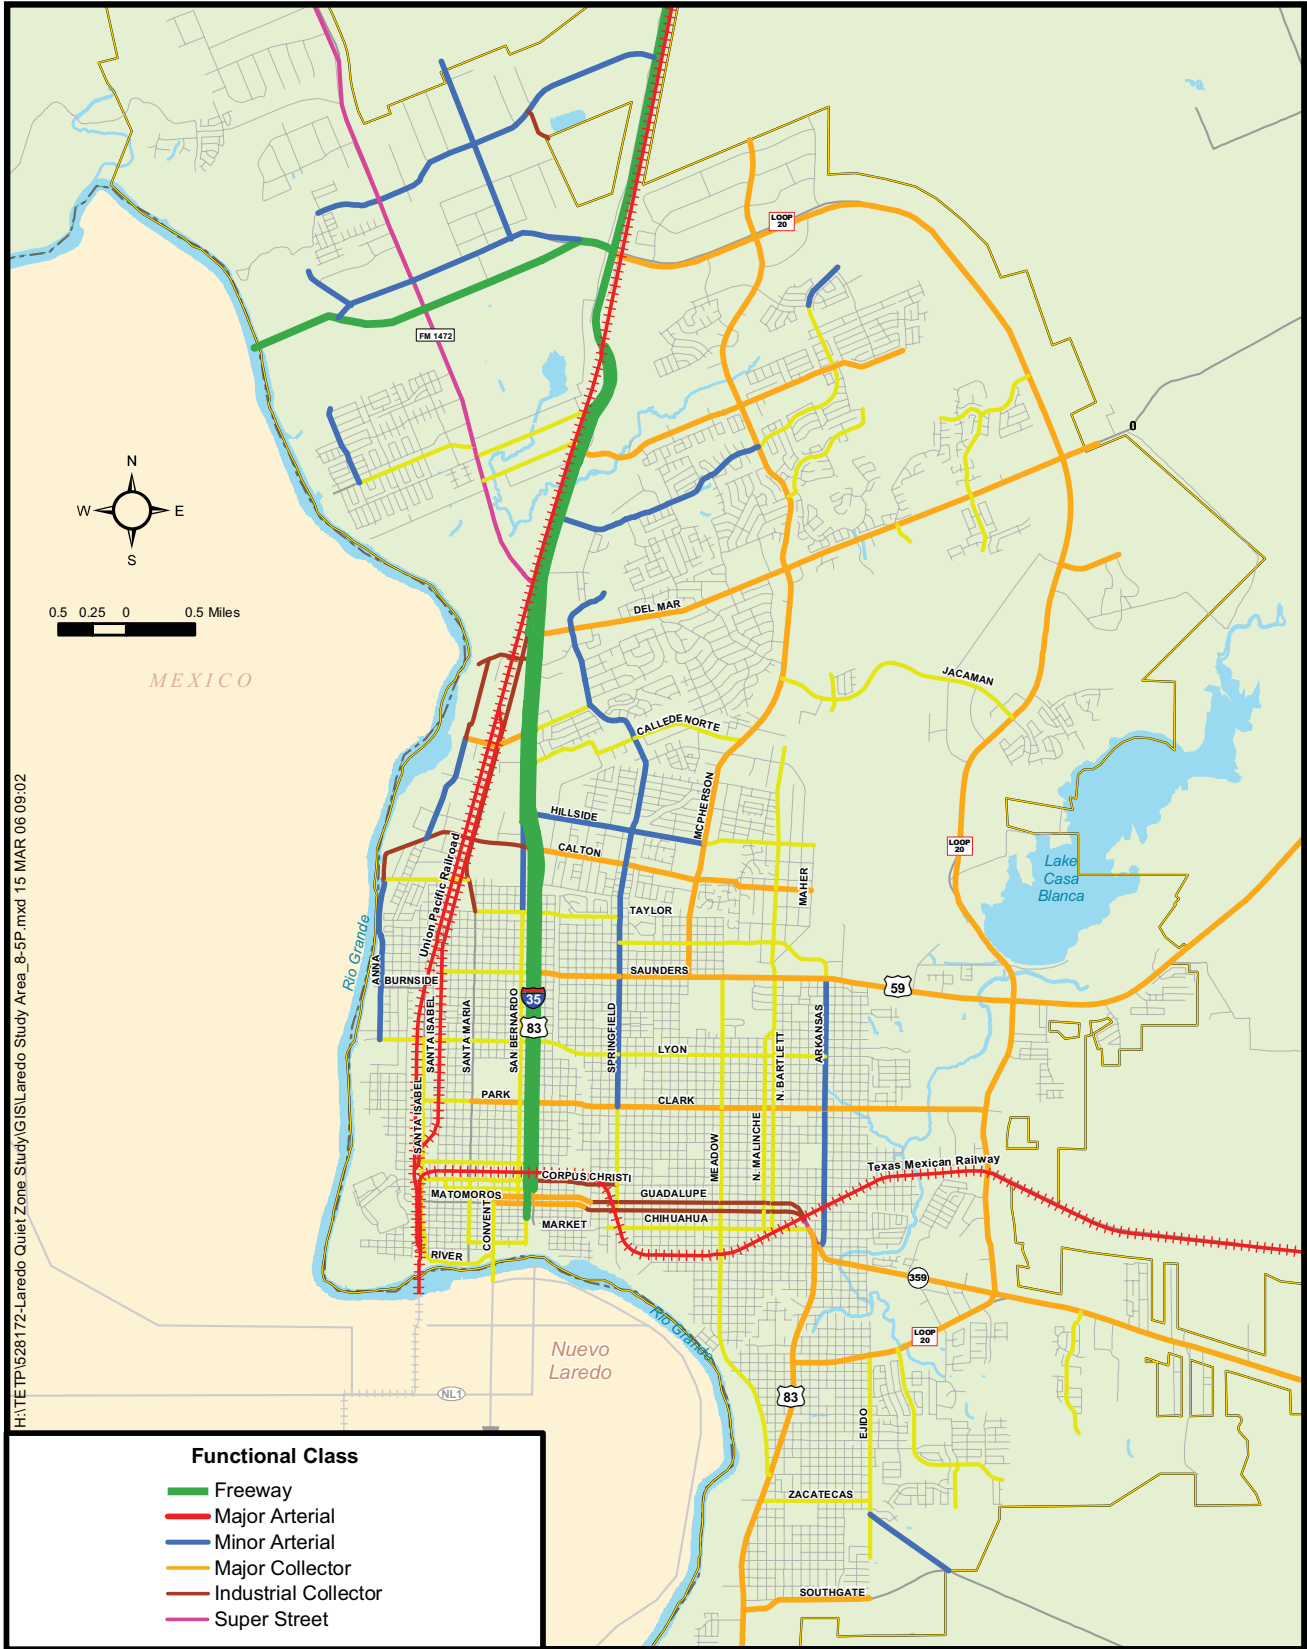 LOOP
20
FM 1472
0
N
W E
S
0.5 0.25 0 0.5 Miles
MEXICO
DEL MAR
JACAMAN
CALLEDENORTE
MCPHERSON
HILLSIDE
CALTON
LOOP
20
Lake
Casa
Blanca
MAHER
Union Pacific Railroad
TAYLOR
Rio Grande
ANNA
BURNSIDE
SAUNDERS
59
35
83
SANTA ISABEL
SANTA MARIA
SAN BERNARDO
SPRINGFIELD
LYON
N. BARTLETT
ARKANSAS
SANTA ISABEL
PARK
CLARK
MEADOW
N. MALINCHE
Texas Mexican Railway
CORPUS CHRISTI
MATOMOROS
GUADALUPE
CONVENT
MARKET
CHIHUAHUA
RIVER
359
Rio Grande
LOOP
20
Nuevo
Laredo
NL1
83
EJIDO
ZACATECAS
SOUTHGATE
H:\TETP\528172-Laredo Quiet Zone Study\GIS\Laredo Study Area_8-5P.mxd 15 MAR 06 09:02
Functional Class
Freeway
Major Arterial
Minor Arterial
Major Collector
Industrial Collector
Super Street